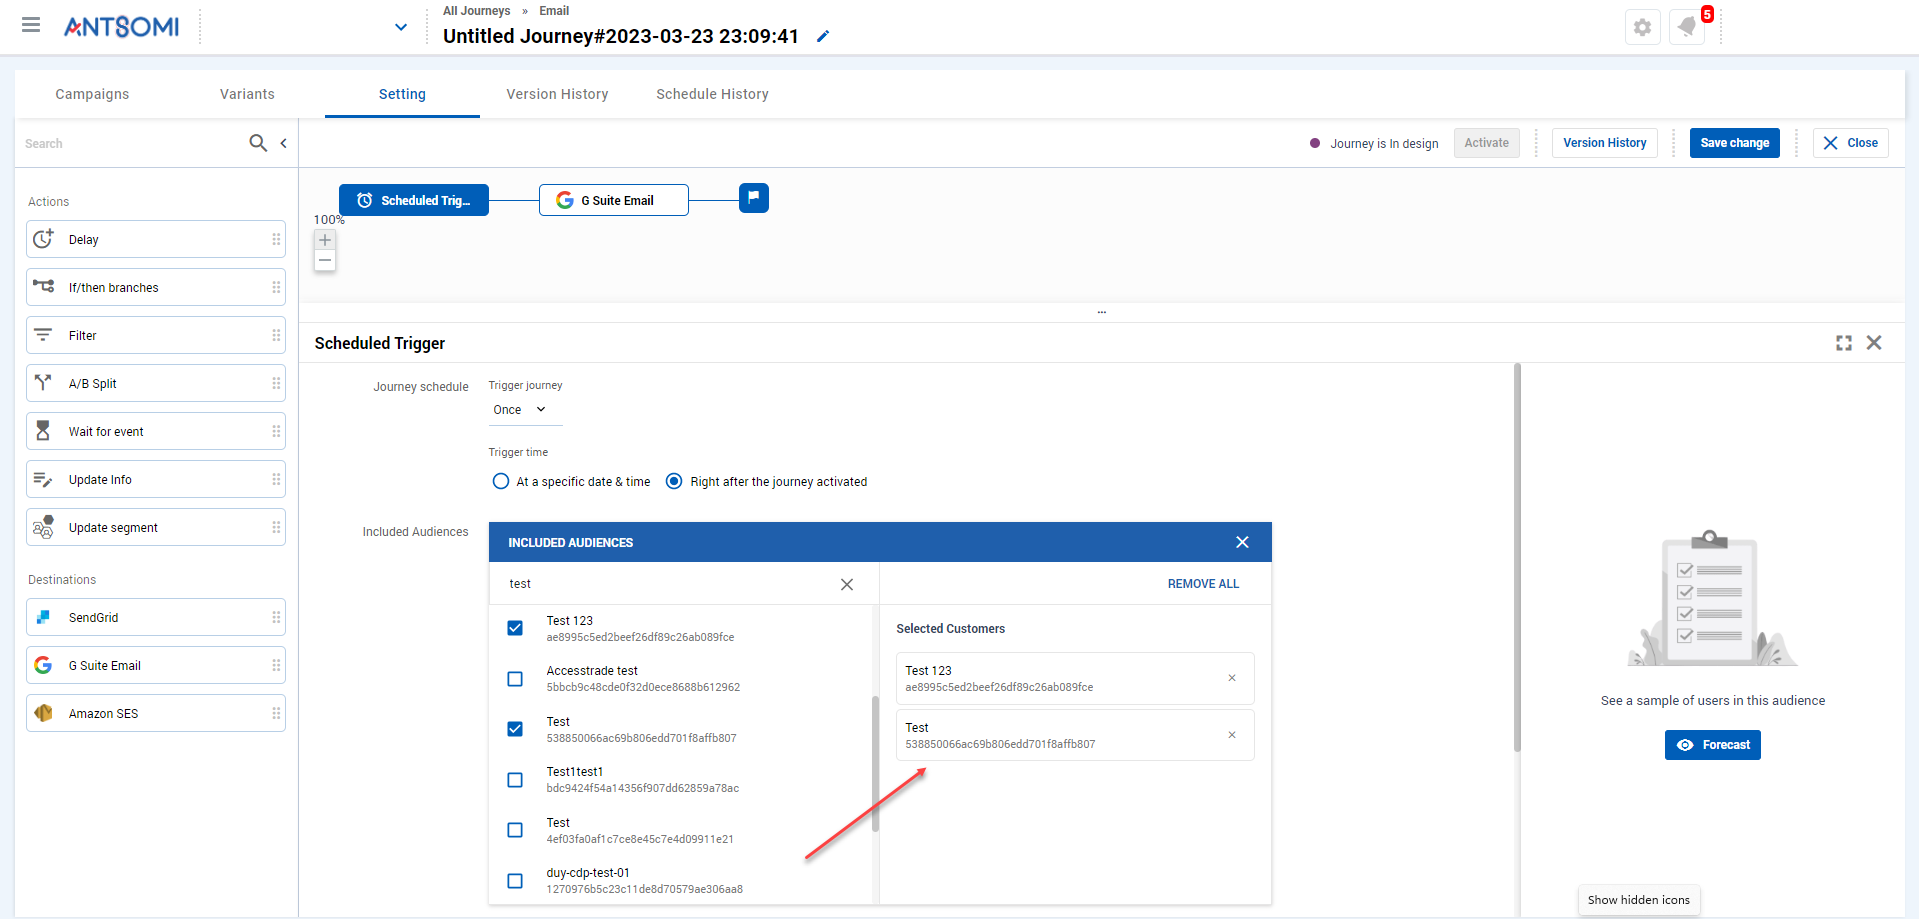 ANTSOMI
All Journeys » Email
Untitled Journey#2023-03-23 23:09:41
5
Campaigns
Variants
Setting
Version History
Schedule History
Search
Journey is In design
Activate
Version History
Save change
Close
Actions
Delay
If/then branches
Filter
A/B Split
Wait for event
Update Info
Update segment
Destinations
SendGrid
G Suite Email
Amazon SES
Scheduled Trig...
G Suite Email
100%
...
Scheduled Trigger
Journey schedule
Trigger journey
Once
Trigger time
At a specific date & time
Right after the journey activated
Included Audiences
INCLUDED AUDIENCES
test
REMOVE ALL
Test 123
ae8995c5ed2beef26df89c26ab089fce
Accesstrade test
5bbcb9c48cde0f32d0ece8688b612962
Test
538850066ac69b806edd701f8affb807
Test1test1
bdc9424f54a14356f907dd62859a78ac
Test
4ef03fa0af1c7ce8e45c7e4d09911e21
duy-cdp-test-01
1270976b5c23c11de8d70579ae306aa8
Selected Customers
Test 123
ae8995c5ed2beef26df89c26ab089fce
Test
538850066ac69b806edd701f8affb807
See a sample of users in this audience
Forecast
Show hidden icons